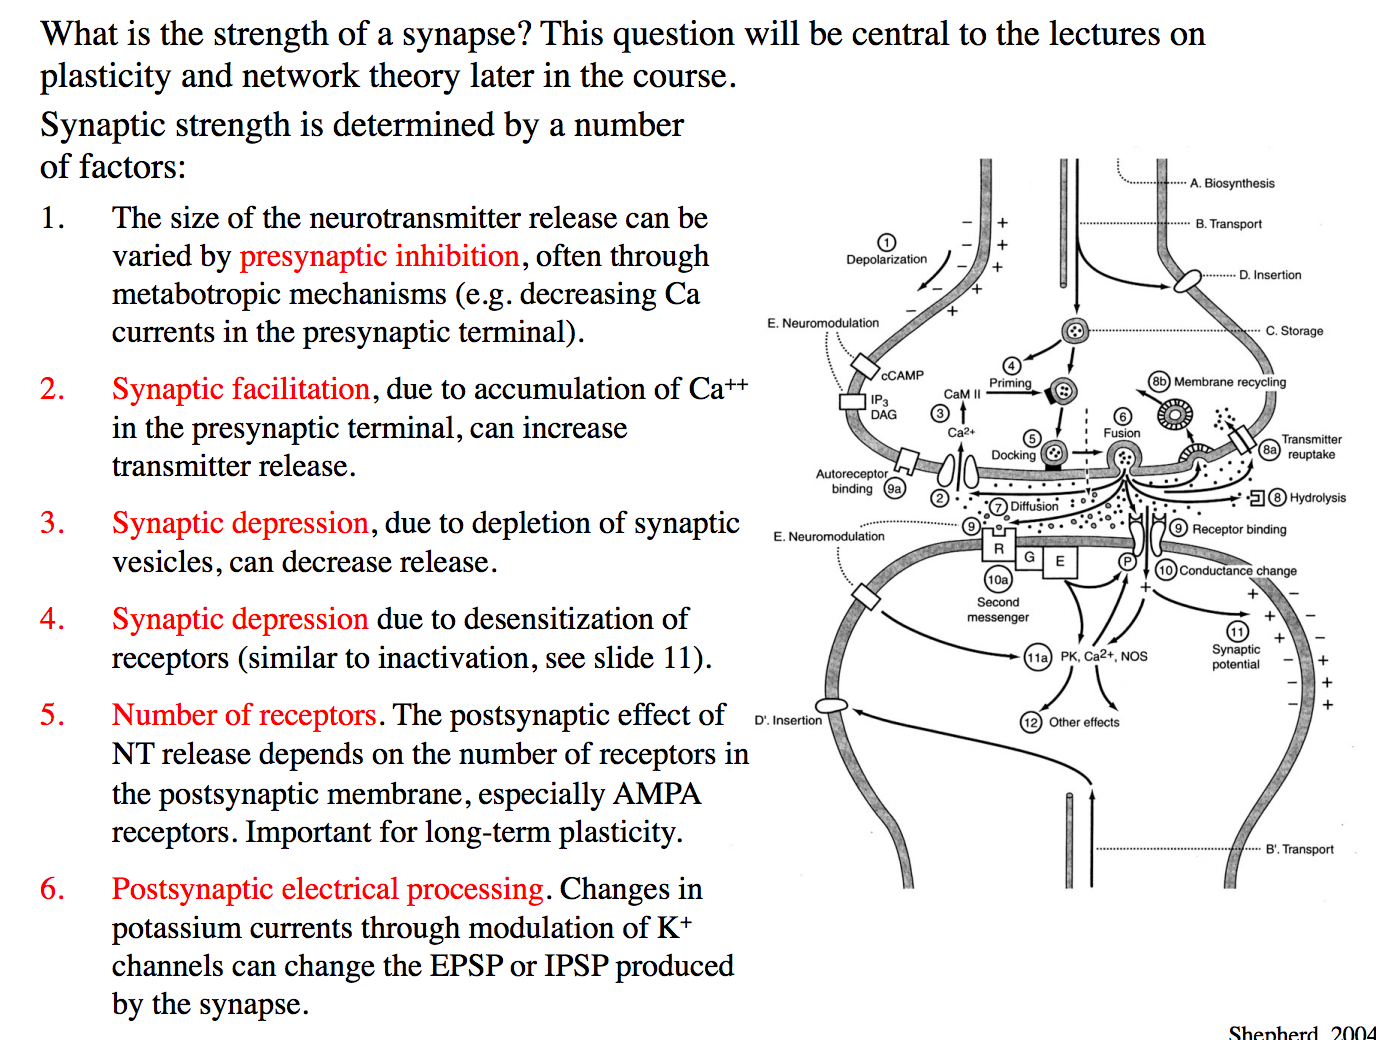 What is the strength of a synapse? This question will be central to the lectures on
plasticity and network theory later in the course.
Synaptic strength is determined by a number
of factors:
1. The size of the neurotransmitter release can be
varied by presynaptic inhibition, often through
metabotropic mechanisms (e.g. decreasing Ca
currents in the presynaptic terminal).
2. Synaptic facilitation, due to accumulation of Ca++
in the presynaptic terminal, can increase
transmitter release.
3. Synaptic depression, due to depletion of synaptic
vesicles, can decrease release.
4. Synaptic depression due to desensitization of
receptors (similar to inactivation, see slide 11).
5. Number of receptors. The postsynaptic effect of
NT release depends on the number of receptors in
the postsynaptic membrane, especially AMPA
receptors. Important for long-term plasticity.
6. Postsynaptic electrical processing. Changes in
potassium currents through modulation of K+
channels can change the EPSP or IPSP produced
by the synapse.
A. Biosynthesis
B. Transport
1
Depolarization
D. Insertion
E. Neuromodulation
C. Storage
4
Priming
cCAMP
8b Membrane recycling
CaM II
IP3
DAG
3
Ca2+
6
Fusion
5
Docking
Transmitter
reuptake
8a
Autoreceptor
binding 9a
2
7 Diffusion
8 Hydrolysis
9
9 Receptor binding
E. Neuromodulation
R
G
E
P
10 Conductance change
10a
Second
messenger
11
Synaptic
potential
11a PK, Ca2+, NOS
D'. Insertion
12 Other effects
B'. Transport
Shepherd, 2004